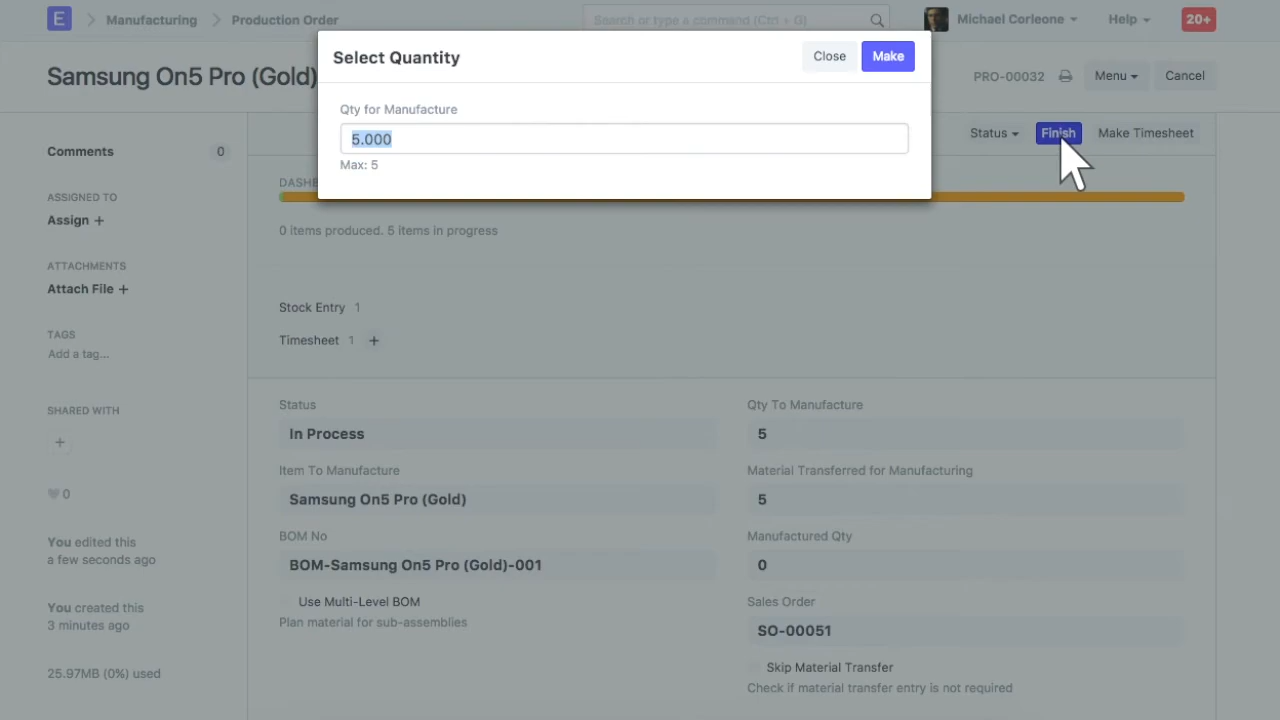 E
Manufacturing
Production Order
Search or type a command (Ctrl + G)
Michael Corleone
Help
20+
Samsung On5 Pro (Gold)
PRO-00032
Menu
Cancel
Select Quantity
Close
Make
Qty for Manufacture
5.000
Max: 5
Status
Finish
Make Timesheet
Comments 0
ASSIGNED TO
Assign +
ATTACHMENTS
Attach File +
TAGS
Add a tag...
SHARED WITH
+
0
You edited this
a few seconds ago
You created this
3 minutes ago
25.97MB (0%) used
DASHB
0 items produced. 5 items in progress
Stock Entry 1
Timesheet 1 +
Status
In Process
Item To Manufacture
Samsung On5 Pro (Gold)
BOM No
BOM-Samsung On5 Pro (Gold)-001
Use Multi-Level BOM
Plan material for sub-assemblies
Qty To Manufacture
5
Material Transferred for Manufacturing
5
Manufactured Qty
0
Sales Order
SO-00051
Skip Material Transfer
Check if material transfer entry is not required